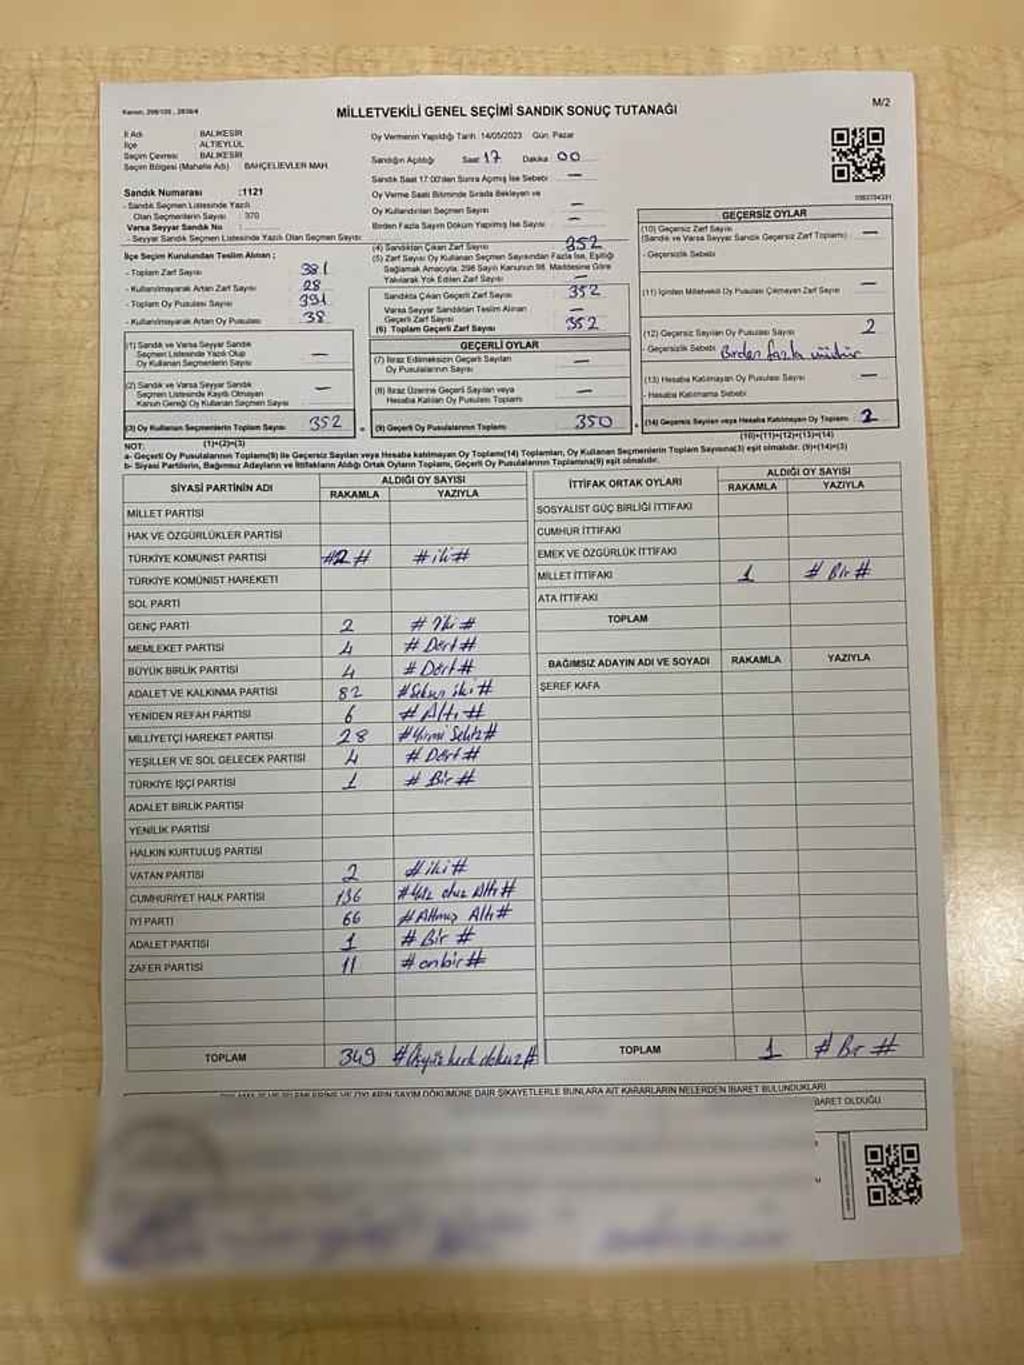 Kanun: 298/105 , 2839/4
MİLLETVEKİLİ GENEL SEÇİMİ SANDIK SONUÇ TUTANAĞI
M/2
İl Adı BALIKESİR
İlçe ALTIEYLÜL
Seçim Çevresi BALIKESİR
Seçim Bölgesi (Mahalle Adı) BAHÇELİEVLER MAH.
Sandık Numarası :1121
- Sandık Seçmen Listesinde Yazılı
Olan Seçmenlerin Sayısı : 370
Varsa Seyyar Sandık No :
- Seyyar Sandık Seçmen Listesinde Yazılı Olan Seçmen Sayısı:
İlçe Seçim Kurulundan Teslim Alınan ;
- Toplam Zarf Sayısı 381
- Kullanılmayarak Artan Zarf Sayısı 28
- Toplam Oy Pusulası Sayısı 391
- Kullanılmayarak Artan Oy Pusulası 38
(1) Sandık ve Varsa Seyyar Sandık
Seçmen Listesinde Yazılı Olup
Oy Kullanan Seçmenlerin Sayısı —
(2) Sandık ve Varsa Seyyar Sandık
Seçmen Listesinde Kayıtlı Olmayan
Kanun Gereği Oy Kullanan Seçmen Sayısı —
(3) Oy Kullanan Seçmenlerin Toplam Sayısı 352
(1)+(2)=(3)
Oy Vermenin Yapıldığı Tarih: 14/05/2023 Gün: Pazar
Sandığın Açıldığı Saat 17 Dakika 00
Sandık Saat 17:00'den Sonra Açılmış İse Sebebi: —
Oy Verme Saati Bitiminde Sırada Bekleyen ve
Oy Kullandırılan Seçmen Sayısı —
Birden Fazla Sayım Döküm Yapılmış İse Sayısı —
(4) Sandıktan Çıkan Zarf Sayısı 352
(5) Zarf Sayısı Oy Kullanan Seçmen Sayısından Fazla İse, Eşitliği
Sağlamak Amacıyla, 298 Sayılı Kanunun 98. Maddesine Göre
Yakılarak Yok Edilen Zarf Sayısı —
Sandıkta Çıkan Geçerli Zarf Sayısı 352
Varsa Seyyar Sandıktan Teslim Alınan
Geçerli Zarf Sayısı —
(6) Toplam Geçerli Zarf Sayısı 352
GEÇERLİ OYLAR
(7) İtiraz Edilmeksizin Geçerli Sayılan
Oy Pusulalarının Sayısı —
(8) İtiraz Üzerine Geçerli Sayılan veya
Hesaba Katılan Oy Pusulası Toplamı —
(9) Geçerli Oy Pusulalarının Toplamı 350
GEÇERSİZ OYLAR
(10) Geçersiz Zarf Sayısı
(Sandık ve Varsa Seyyar Sandık Geçersiz Zarf Toplamı) —
- Geçersizlik Sebebi
(11) İçinden Milletvekili Oy Pusulası Çıkmayan Zarf Sayısı —
(12) Geçersiz Sayılan Oy Pusulası Sayısı 2
- Geçersizlik Sebebi Birden fazla mühür
(13) Hesaba Katılmayan Oy Pusulası Sayısı —
- Hesaba Katılmama Sebebi
(14) Geçersiz Sayılan veya Hesaba Katılmayan Oy Toplamı 2
(10)+(11)+(12)+(13)=(14)
NOT:
a- Geçerli Oy Pusulalarının Toplamı(9) ile Geçersiz Sayılan veya Hesaba katılmayan Oy Toplamı(14) Toplamları, Oy Kullanan Seçmenlerin Toplam Sayısına(3) eşit olmalıdır. (9)+(14)=(3)
b- Siyasi Partilerin, Bağımsız Adayların ve İttifakların Aldığı Ortak Oyların Toplamı, Geçerli Oy Pusulalarının Toplamına(9) eşit olmalıdır.
SİYASİ PARTİNİN ADI ALDIĞI OY SAYISI
RAKAMLA YAZIYLA
MİLLET PARTİSİ
HAK VE ÖZGÜRLÜKLER PARTİSİ
TÜRKİYE KOMÜNİST PARTİSİ #2# #iki#
TÜRKİYE KOMÜNİST HAREKETİ
SOL PARTİ
GENÇ PARTİ 2 #İki#
MEMLEKET PARTİSİ 4 #Dört#
BÜYÜK BİRLİK PARTİSİ 4 #Dört#
ADALET VE KALKINMA PARTİSİ 82 #Seksen iki#
YENİDEN REFAH PARTİSİ 6 #Altı#
MİLLİYETÇİ HAREKET PARTİSİ 28 #Yirmi Sekiz#
YEŞİLLER VE SOL GELECEK PARTİSİ 4 #Dört#
TÜRKİYE İŞÇİ PARTİSİ 1 #Bir#
ADALET BİRLİK PARTİSİ
YENİLİK PARTİSİ
HALKIN KURTULUŞ PARTİSİ
VATAN PARTİSİ 2 #iki#
CUMHURİYET HALK PARTİSİ 136 #Yüz otuz Altı#
İYİ PARTİ 66 #Altmış Altı#
ADALET PARTİSİ 1 #Bir#
ZAFER PARTİSİ 11 #onbir#
TOPLAM 349 #Üçyüz kırk dokuz#
İTTİFAK ORTAK OYLARI ALDIĞI OY SAYISI
RAKAMLA YAZIYLA
SOSYALİST GÜÇ BİRLİĞİ İTTİFAKI
CUMHUR İTTİFAKI
EMEK VE ÖZGÜRLÜK İTTİFAKI
MİLLET İTTİFAKI 1 #Bir#
ATA İTTİFAKI
TOPLAM
BAĞIMSIZ ADAYIN ADI VE SOYADI RAKAMLA YAZIYLA
ŞEREF KAFA
TOPLAM 1 #Bir#
OYLARIN SAYIM DÖKÜMÜNE DAİR ŞİKAYETLERLE BUNLARA AİT KARARLARIN NELERDEN İBARET BULUNDUKLARI
İBARET OLDUĞU